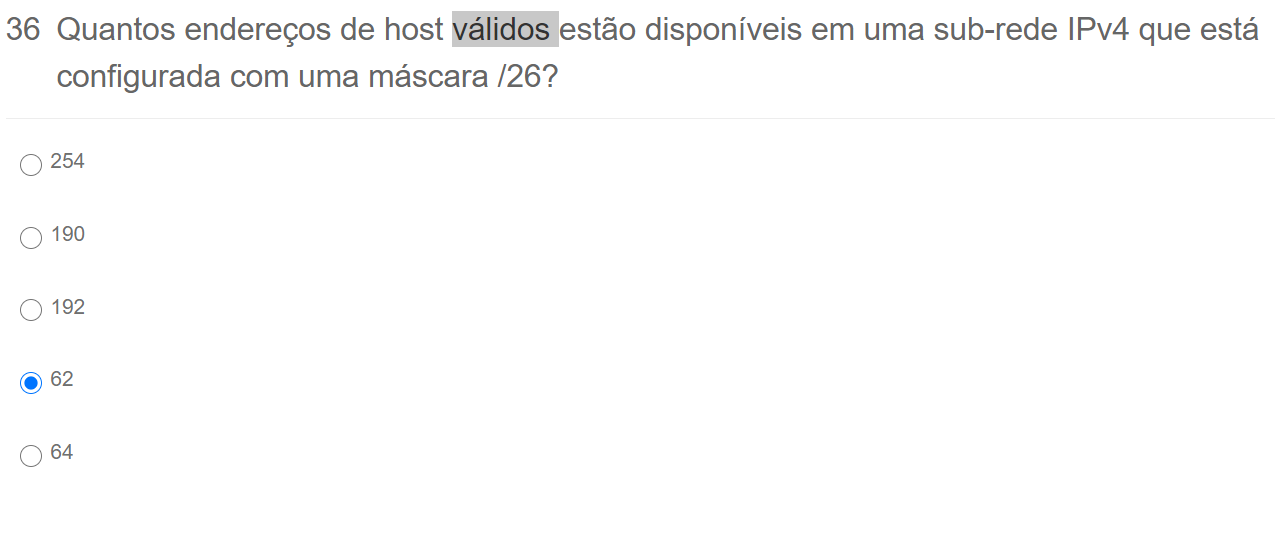 36 Quantos endereços de host válidos estão disponíveis em uma sub-rede IPv4 que está
configurada com uma máscara /26?
254
190
192
62
64